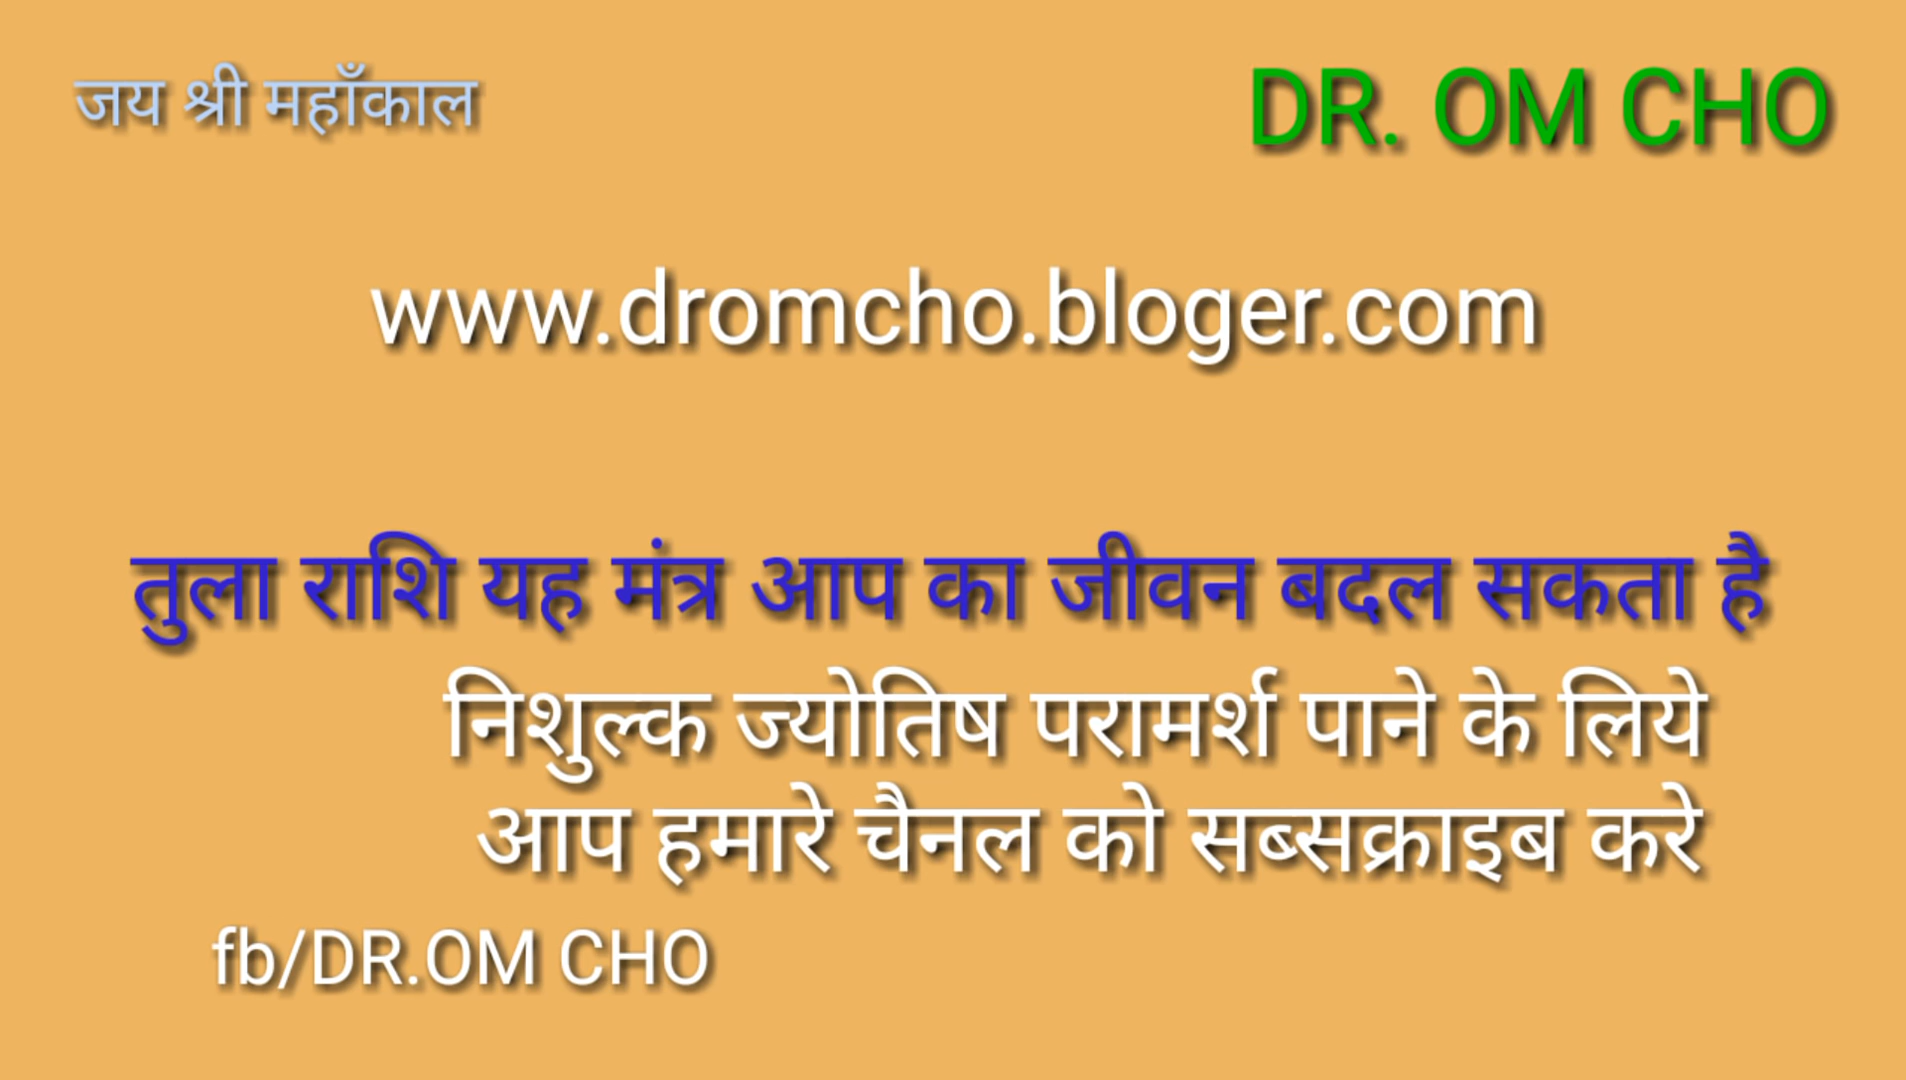 जय श्री महाँकाल
DR. OM CHO
www.dromcho.bloger.com
तुला राशि यह मंत्र आप का जीवन बदल सकता है
निशुल्क ज्योतिष परामर्श पाने के लिये
आप हमारे चैनल को सब्सक्राइब करे
fb/DR.OM CHO